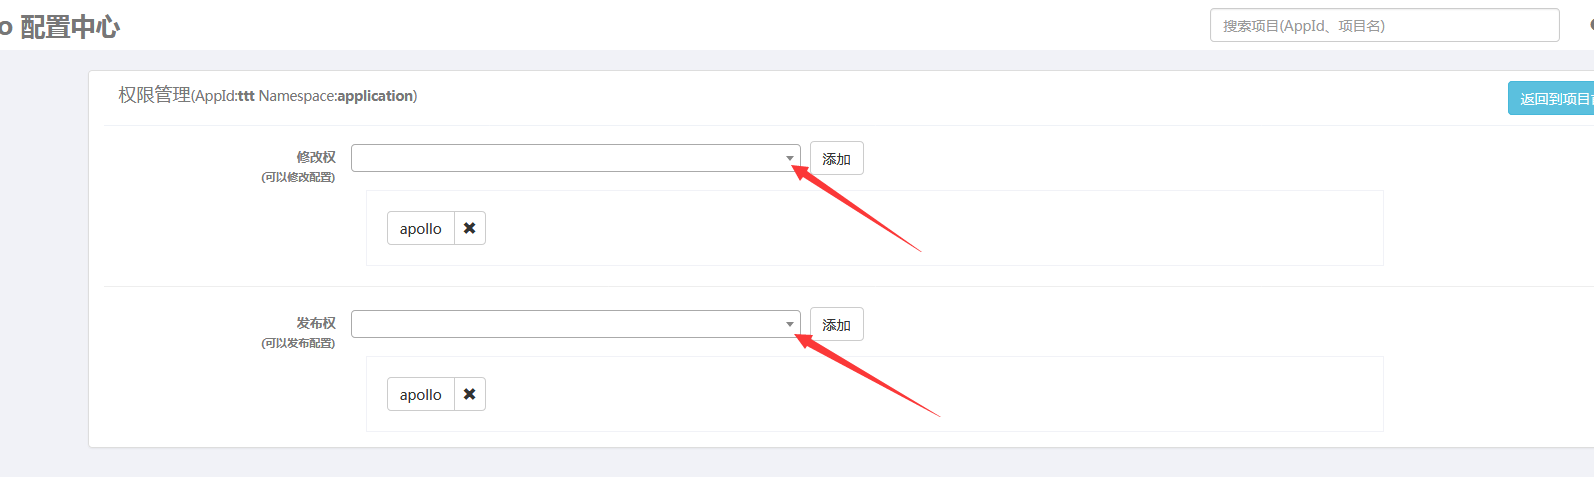 o 配置中心
搜索项目(AppId、项目名)
权限管理(AppId:ttt Namespace:application)
返回到项目
修改权
(可以修改配置)
添加
apollo
发布权
(可以发布配置)
添加
apollo